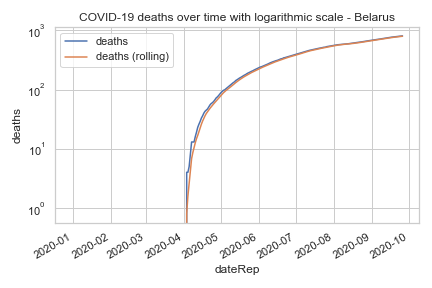 COVID-19 deaths over time with logarithmic scale - Belarus
10³
deaths
deaths (rolling)
10²
deaths
10¹
10⁰
2020-01
2020-02
2020-03
2020-04
2020-05
2020-06
2020-07
2020-08
2020-09
2020-10
dateRep